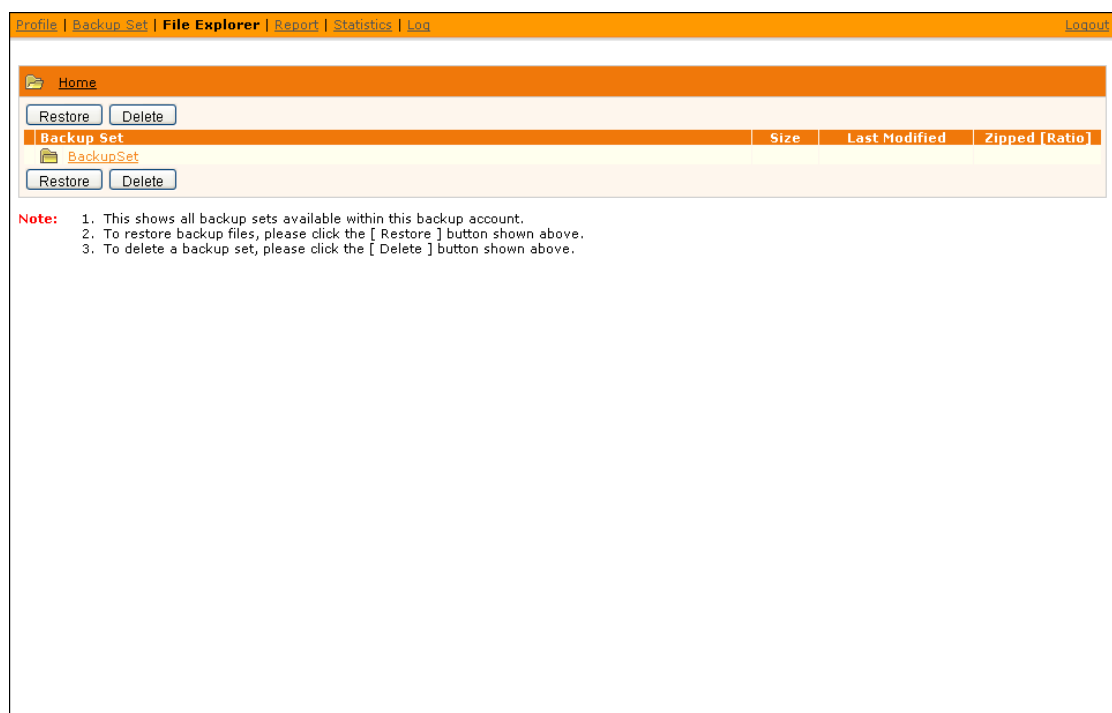 Profile | Backup Set | File Explorer | Report | Statistics | Log Logout
Home
Restore Delete
Backup Set Size Last Modified Zipped [Ratio]
BackupSet
Restore Delete
Note: 1. This shows all backup sets available within this backup account.
2. To restore backup files, please click the [ Restore ] button shown above.
3. To delete a backup set, please click the [ Delete ] button shown above.